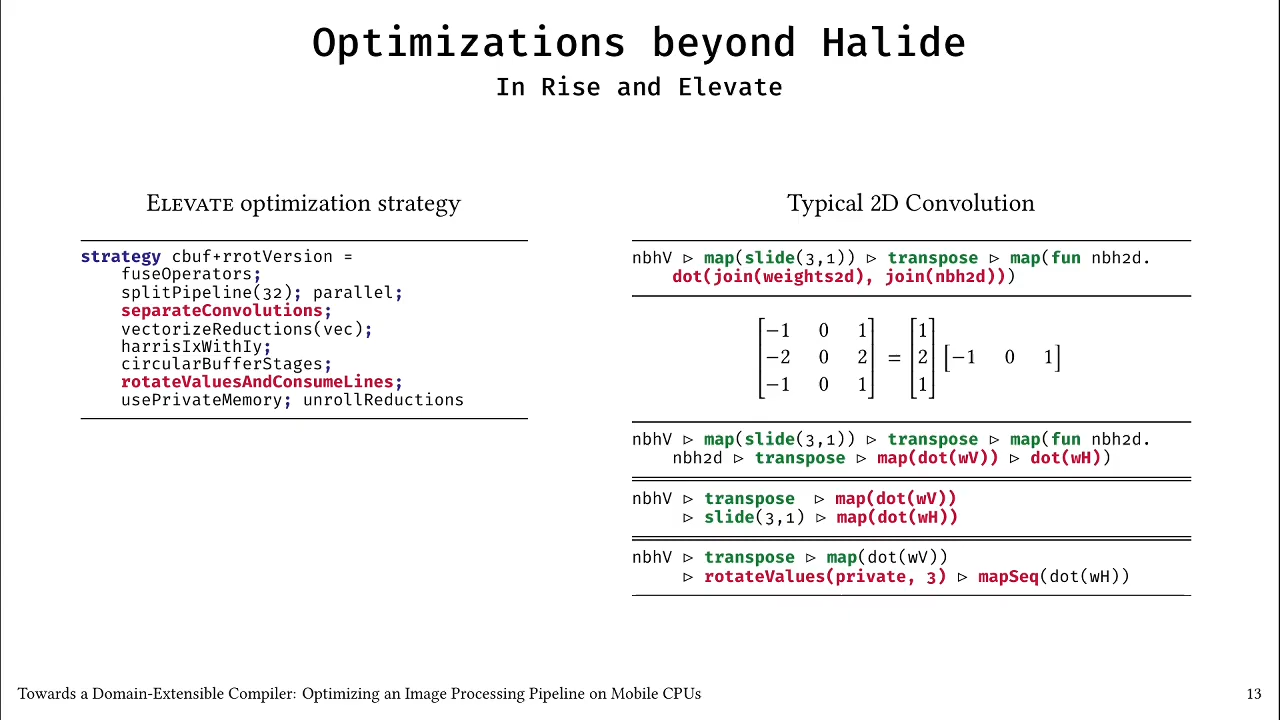 Optimizations beyond Halide
In Rise and Elevate
ELEVATE optimization strategy
strategy cbuf+rrotVersion =
fuseOperators;
splitPipeline(32); parallel;
separateConvolutions;
vectorizeReductions(vec);
harrisIxWithIy;
circularBufferStages;
rotateValuesAndConsumeLines;
usePrivateMemory; unrollReductions
Typical 2D Convolution
nbhV ▷ map(slide(3,1)) ▷ transpose ▷ map(fun nbh2d.
dot(join(weights2d), join(nbh2d)))
−1 0 1 1
−2 0 2 = 2 [−1 0 1]
−1 0 1 1
nbhV ▷ map(slide(3,1)) ▷ transpose ▷ map(fun nbh2d.
nbh2d ▷ transpose ▷ map(dot(wV)) ▷ dot(wH))
nbhV ▷ transpose ▷ map(dot(wV))
▷ slide(3,1) ▷ map(dot(wH))
nbhV ▷ transpose ▷ map(dot(wV))
▷ rotateValues(private, 3) ▷ mapSeq(dot(wH))
Towards a Domain-Extensible Compiler: Optimizing an Image Processing Pipeline on Mobile CPUs
13